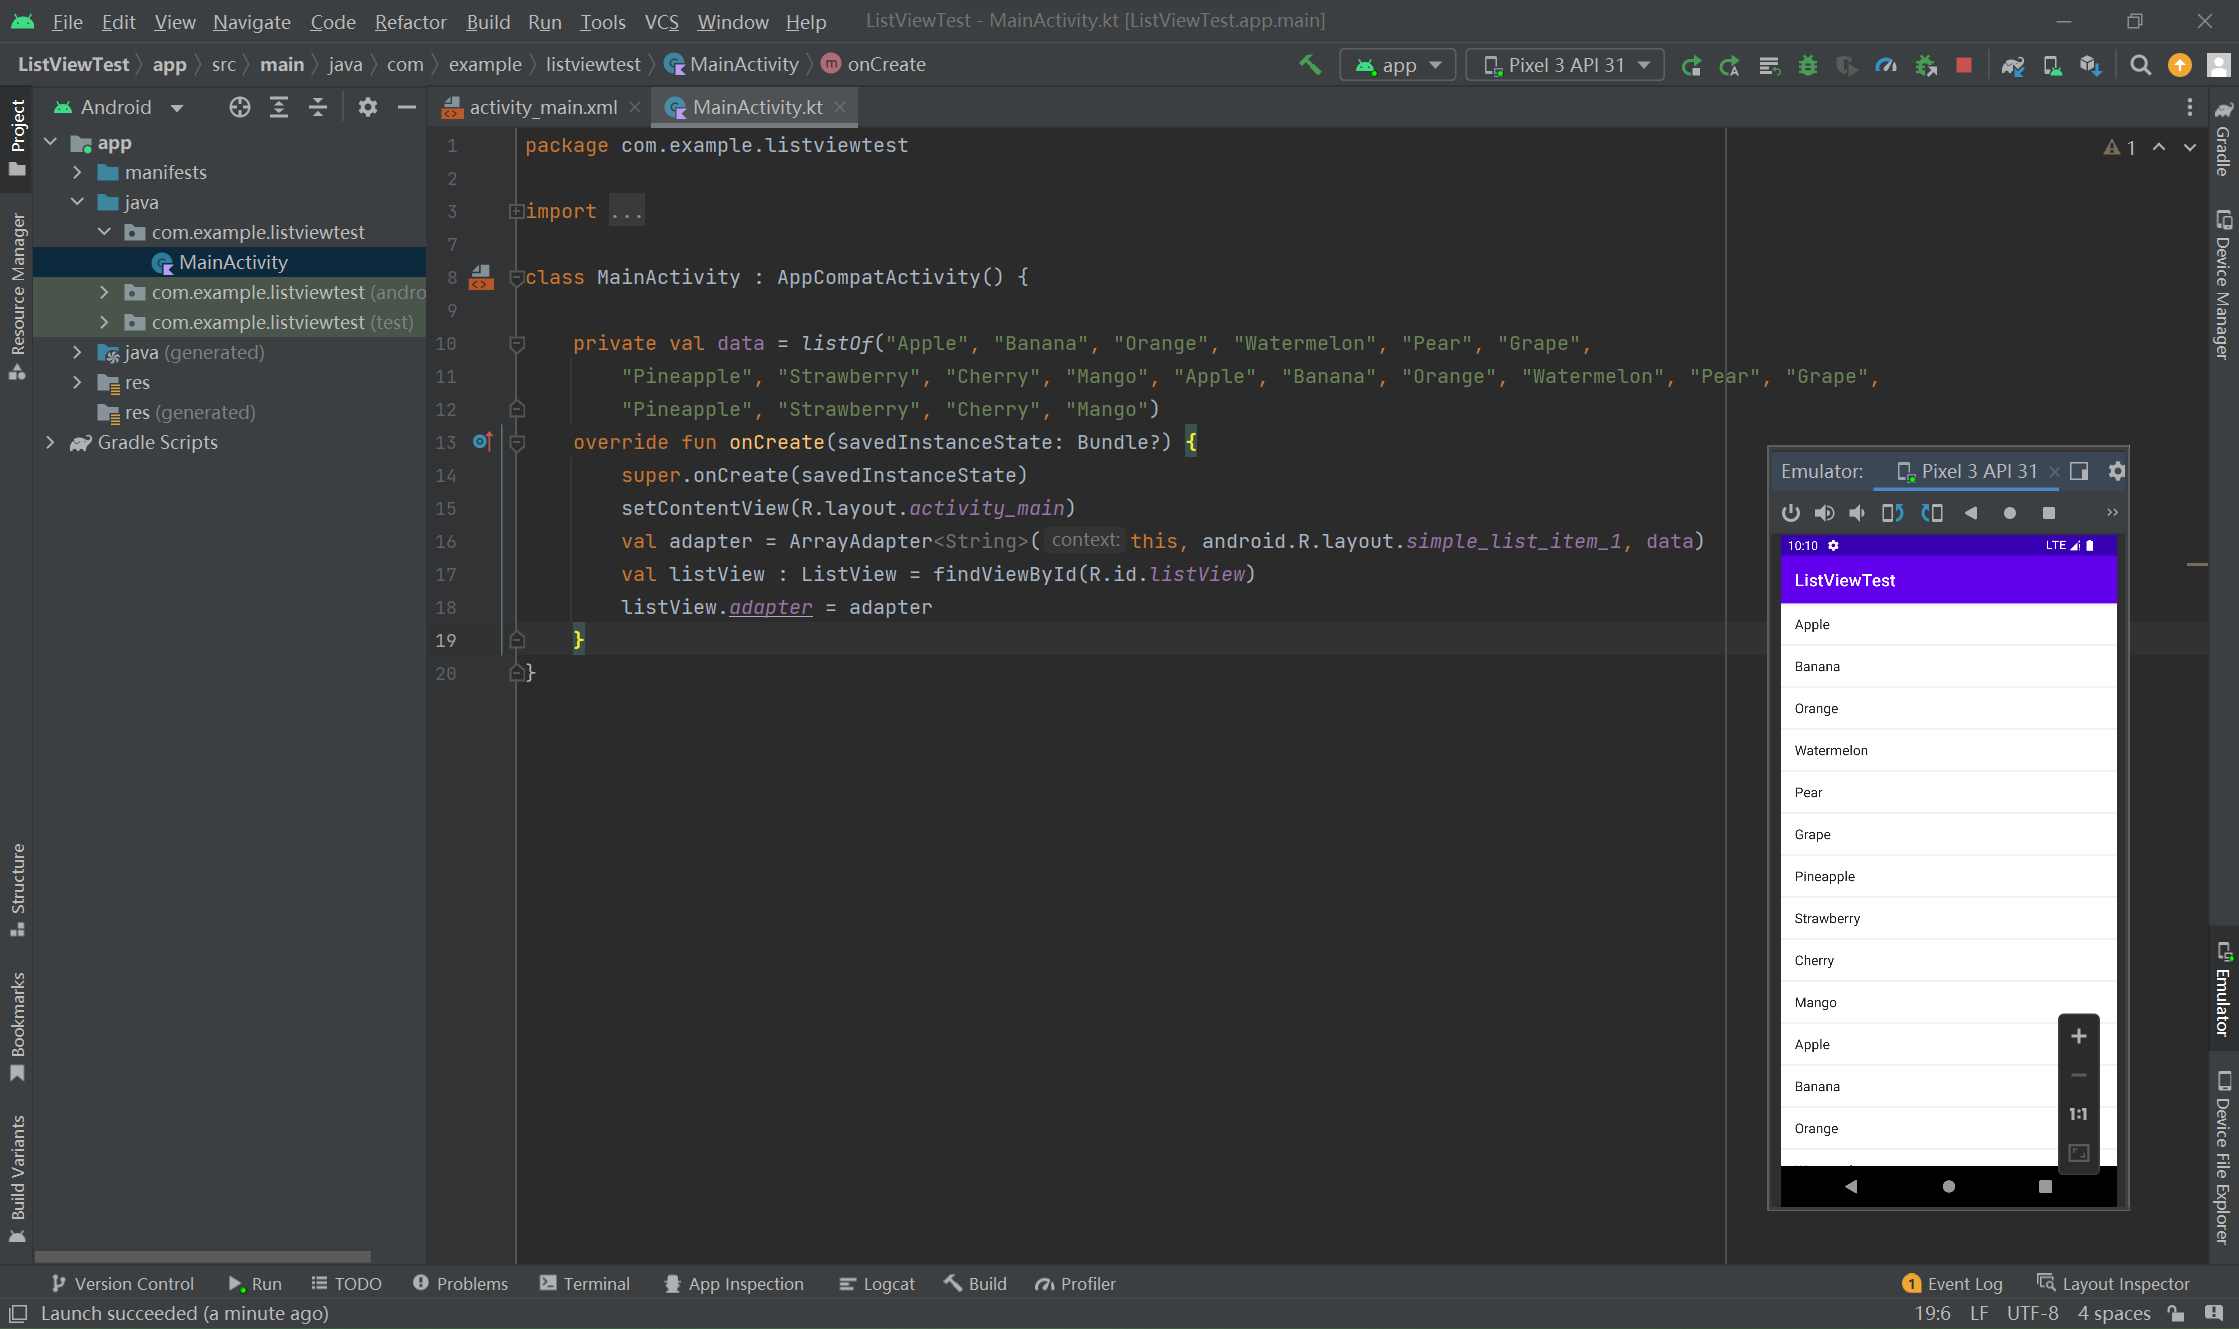 File Edit View Navigate Code Refactor Build Run Tools VCS Window Help ListViewTest - MainActivity.kt [ListViewTest.app.main]
ListViewTest app src main java com example listviewtest MainActivity m onCreate app Pixel 3 API 31
Project
Resource Manager
Structure
Bookmarks
Build Variants
Android
app
manifests
java
com.example.listviewtest
MainActivity
com.example.listviewtest (andro
com.example.listviewtest (test)
java (generated)
res
res (generated)
Gradle Scripts
activity_main.xml MainActivity.kt
1
1 package com.example.listviewtest
2
3 import ...
7
8 class MainActivity : AppCompatActivity() {
9
10 private val data = listOf("Apple", "Banana", "Orange", "Watermelon", "Pear", "Grape",
11 "Pineapple", "Strawberry", "Cherry", "Mango", "Apple", "Banana", "Orange", "Watermelon", "Pear", "Grape",
12 "Pineapple", "Strawberry", "Cherry", "Mango")
13 override fun onCreate(savedInstanceState: Bundle?) {
14 super.onCreate(savedInstanceState)
15 setContentView(R.layout.activity_main)
16 val adapter = ArrayAdapter<String>( context: this, android.R.layout.simple_list_item_1, data)
17 val listView : ListView = findViewById(R.id.listView)
18 listView.adapter = adapter
19 }
20 }
Emulator: Pixel 3 API 31
10:10 LTE
ListViewTest
Apple
Banana
Orange
Watermelon
Pear
Grape
Pineapple
Strawberry
Cherry
Mango
Apple
Banana
Orange
1:1
Gradle
Device Manager
Emulator
Device File Explorer
Version Control Run TODO Problems Terminal App Inspection Logcat Build Profiler 1 Event Log Layout Inspector
Launch succeeded (a minute ago) 19:6 LF UTF-8 4 spaces